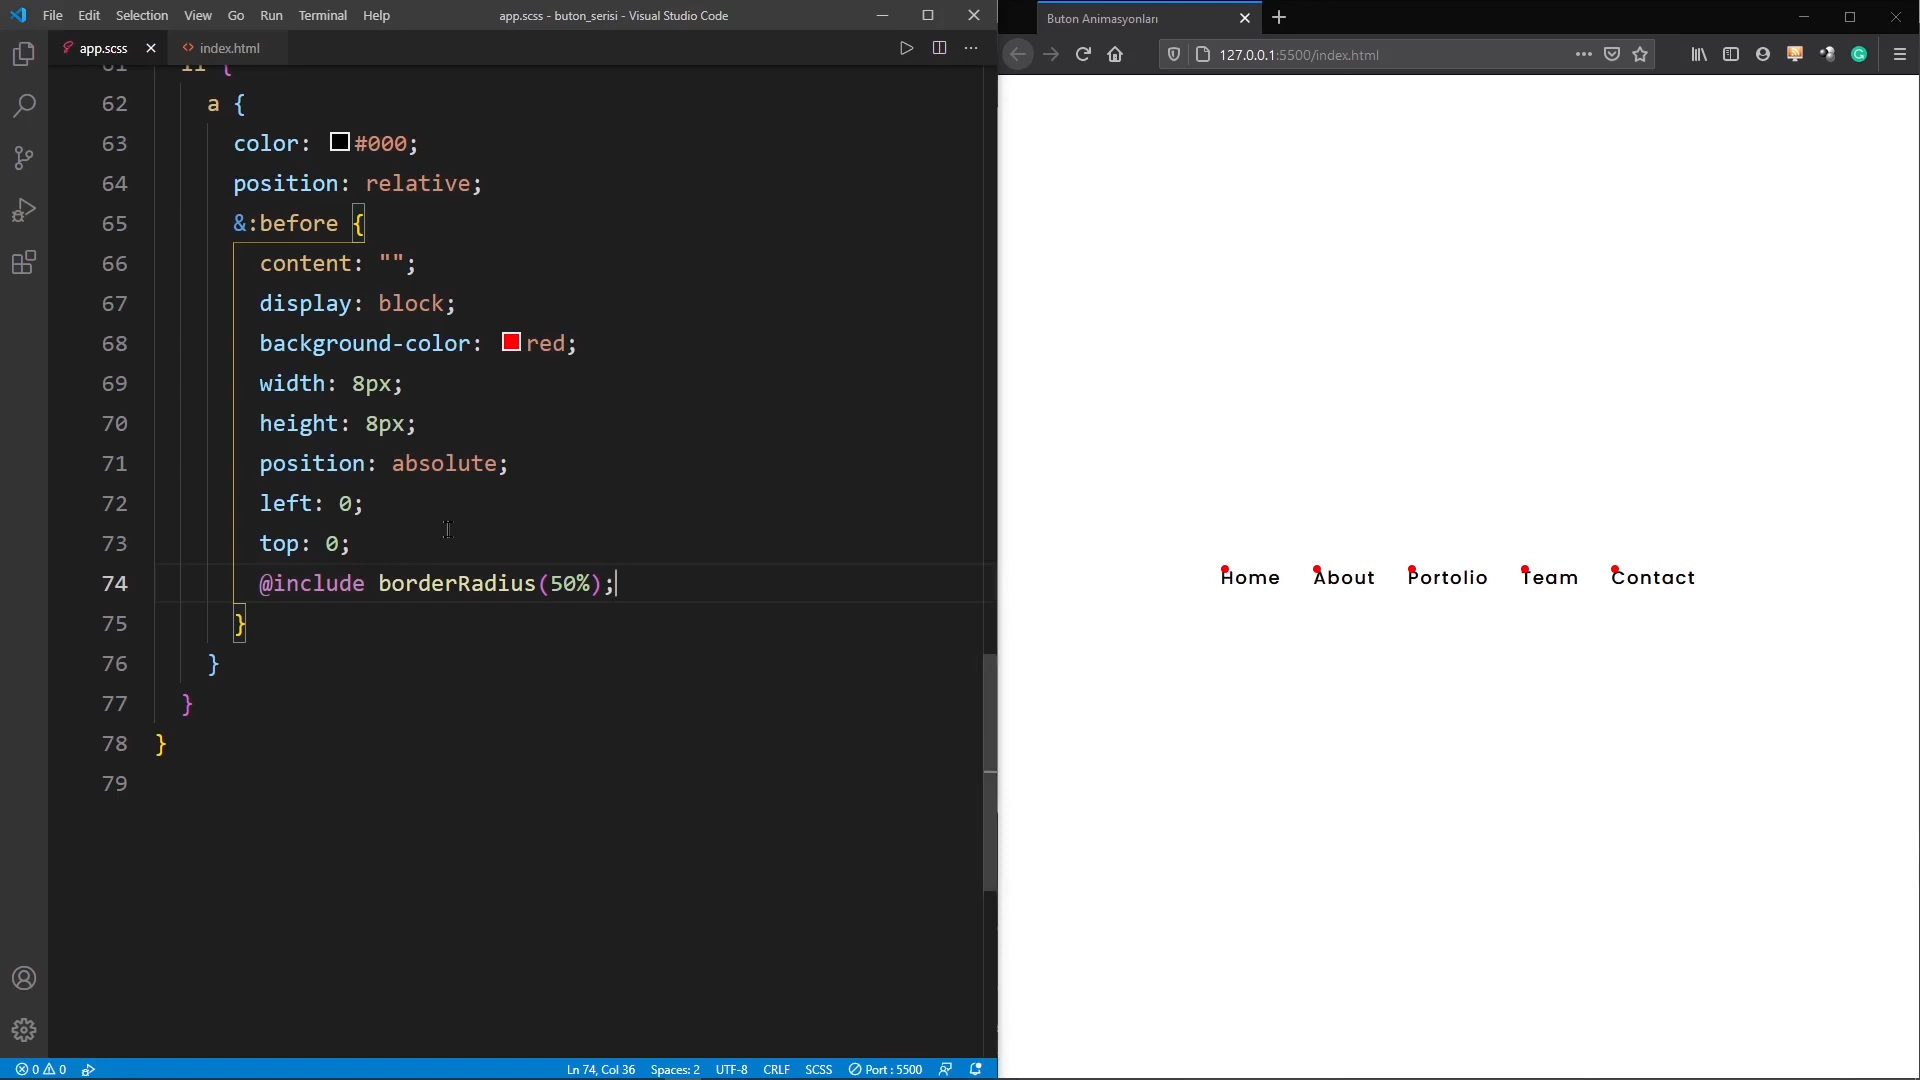 File Edit Selection View Go Run Terminal Help
app.scss - buton_serisi - Visual Studio Code
app.scss
index.html
61 li {
62 a {
63 color: #000;
64 position: relative;
65 &:before {
66 content: "";
67 display: block;
68 background-color: red;
69 width: 8px;
70 height: 8px;
71 position: absolute;
72 left: 0;
73 top: 0;
74 @include borderRadius(50%);
75 }
76 }
77 }
78 }
79
0 0
Ln 74, Col 36 Spaces: 2 UTF-8 CRLF SCSS Port : 5500
Buton Animasyonları
127.0.0.1:5500/index.html
Home About Portolio Team Contact